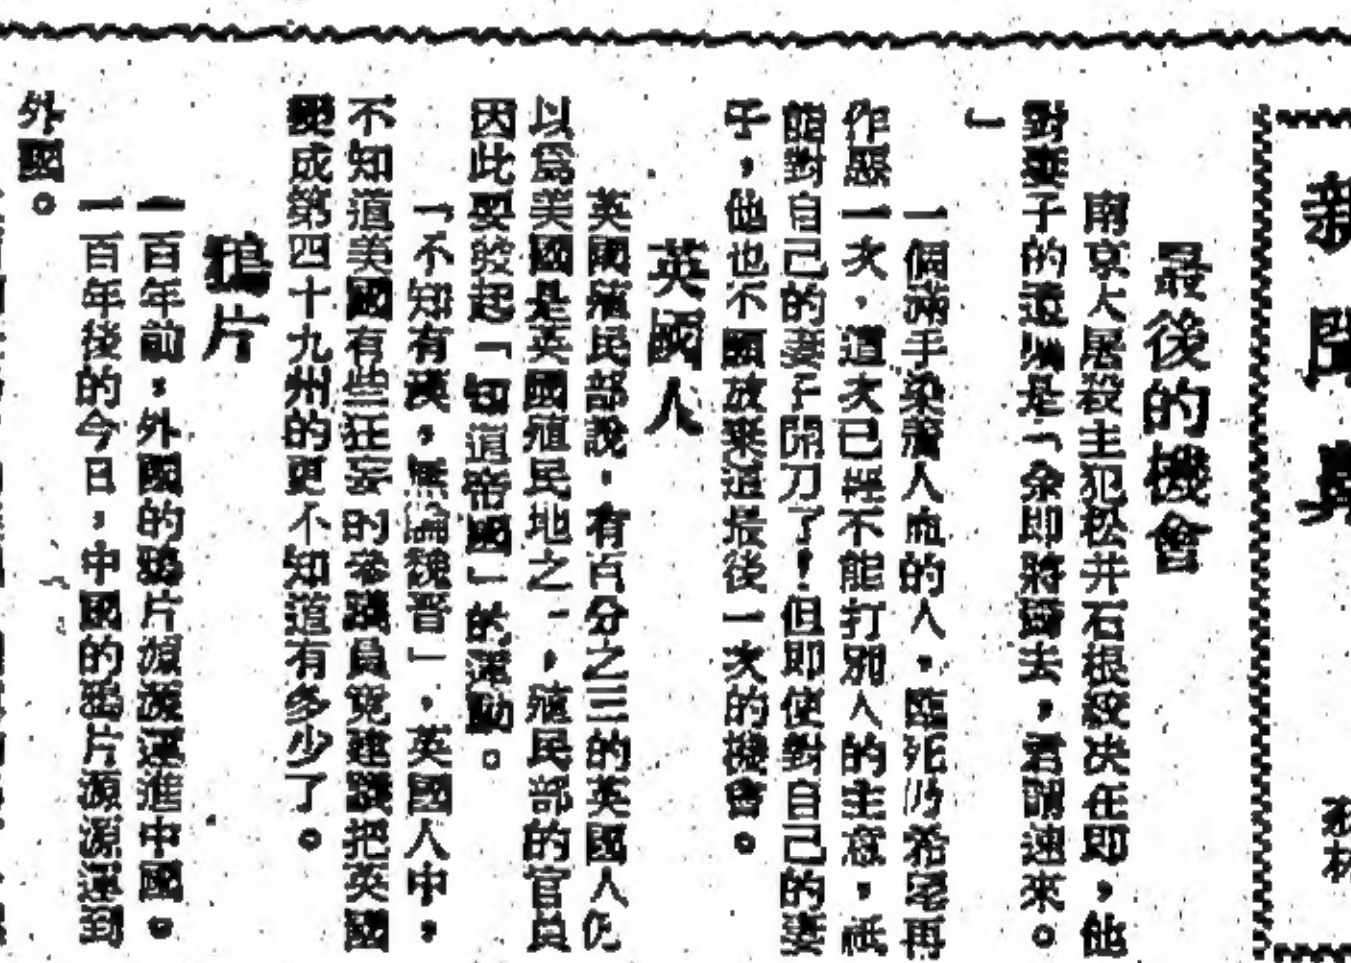 新聞
最後的機會
南京大屠殺主犯松井石根絞决在即，他
對妻子的遺囑是「余即將爾去，君請速來。
」
一個滿手染着人血的人，臨死仍希望再
作惡一次，這次已經不能打別人的主意，祇
能對自己的妻子開刀了！但即使對自己的妻
子，他也不願放棄這最後一次的機會。
英國人
英國殖民部說，有百分之三的英國人仍
以爲美國是英國殖民地之一，殖民部的官員
因此要發起「知道帝國」的運動。
「不知有漢，無論魏晋」，英國人中，
不知道美國有些狂妄的參議員竟建議把英國
變成第四十九州的更不知道有多少了。
鴉片
一百年前，外國的鴉片源源運進中國。
一百年後的今日，中國的鴉片源源運到
外國。